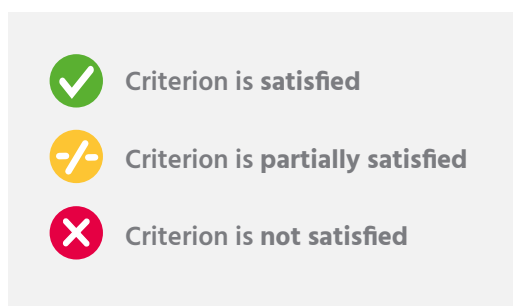 Criterion is satisfied
Criterion is partially satisfied
Criterion is not satisfied